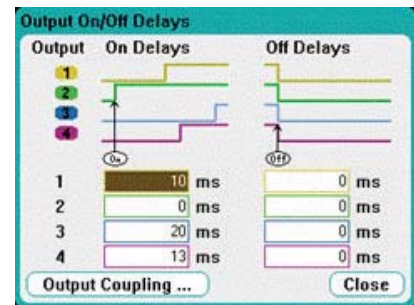 Output On/Off Delays
Output On Delays Off Delays
1
2
3
4
On Off
1 10 ms 0 ms
2 0 ms 0 ms
3 20 ms 0 ms
4 13 ms 0 ms
Output Coupling ... Close